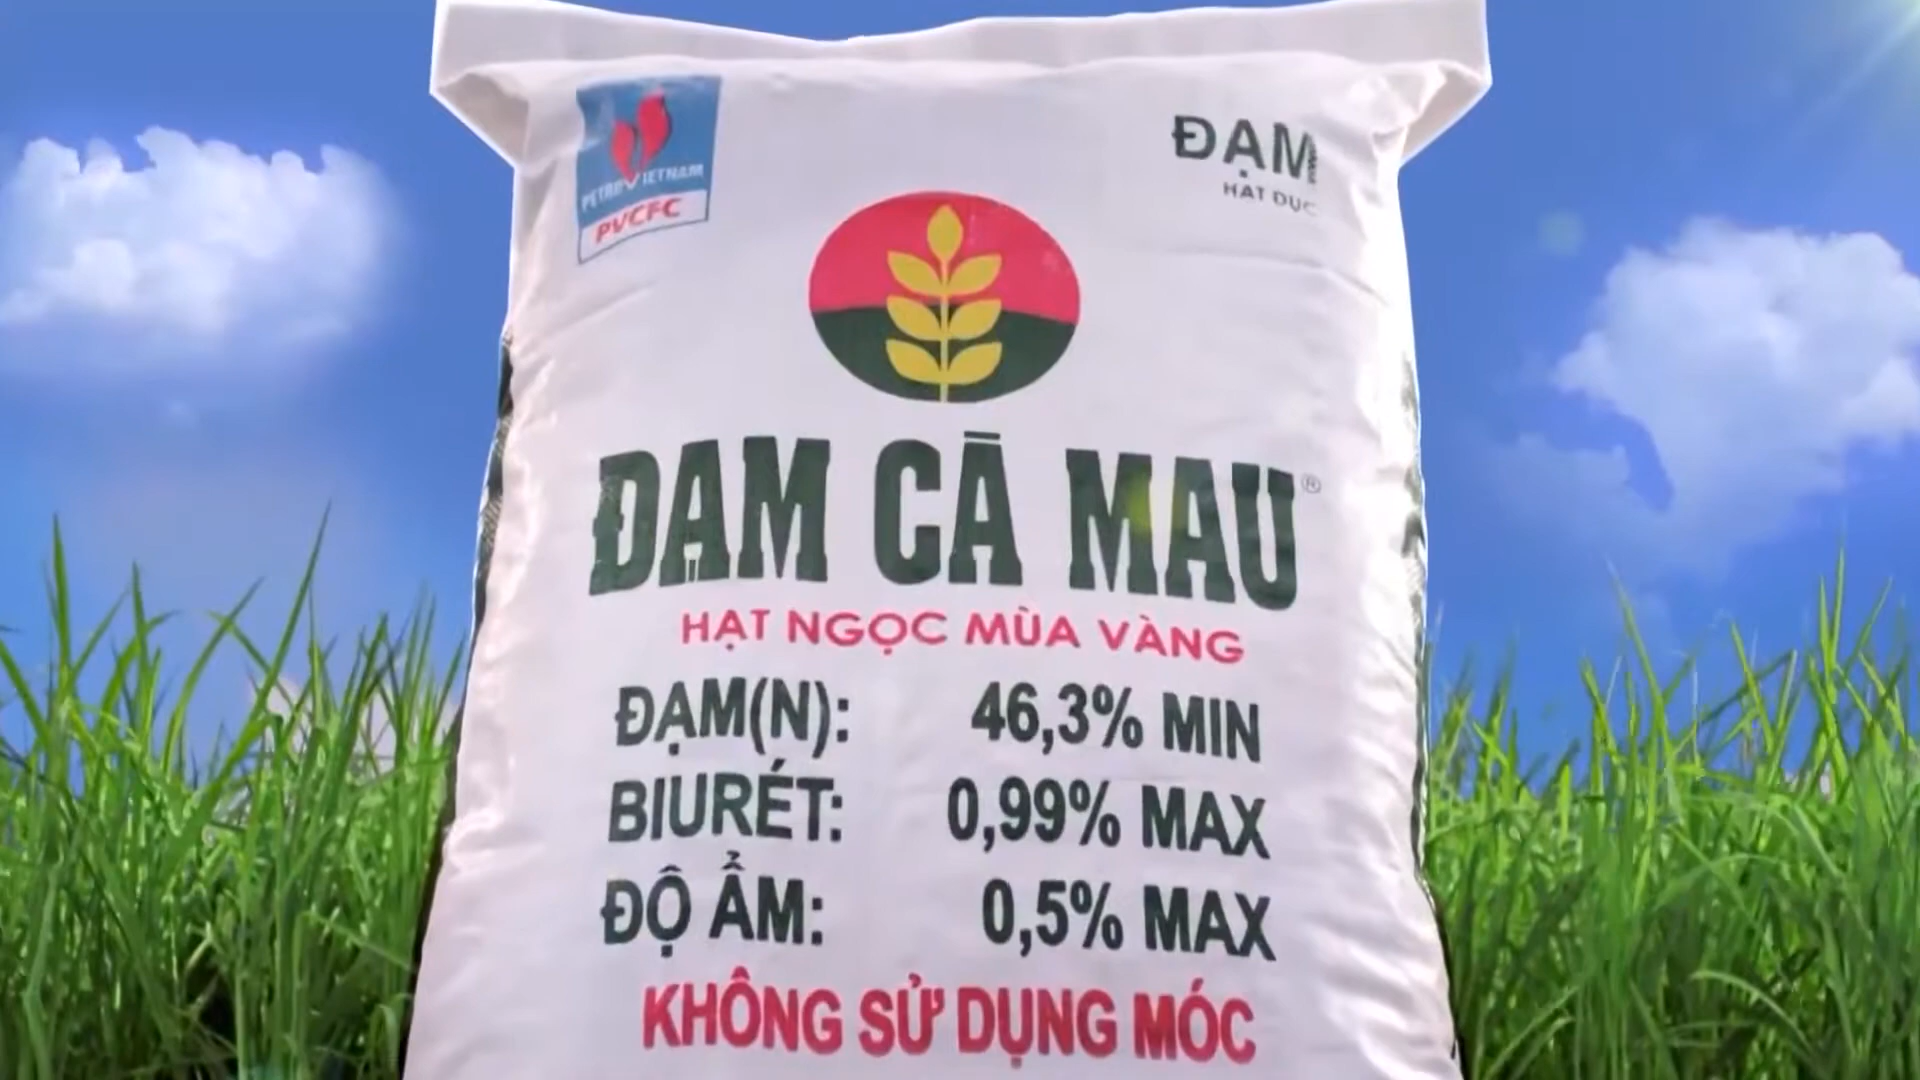 PETROVIETNAM
PVCFC
ĐẠM
HẠT ĐỤC
ĐẠM CÀ MAU®
HẠT NGỌC MÙA VÀNG
ĐẠM(N): 46,3% MIN
BIURÉT: 0,99% MAX
ĐỘ ẨM: 0,5% MAX
KHÔNG SỬ DỤNG MÓC